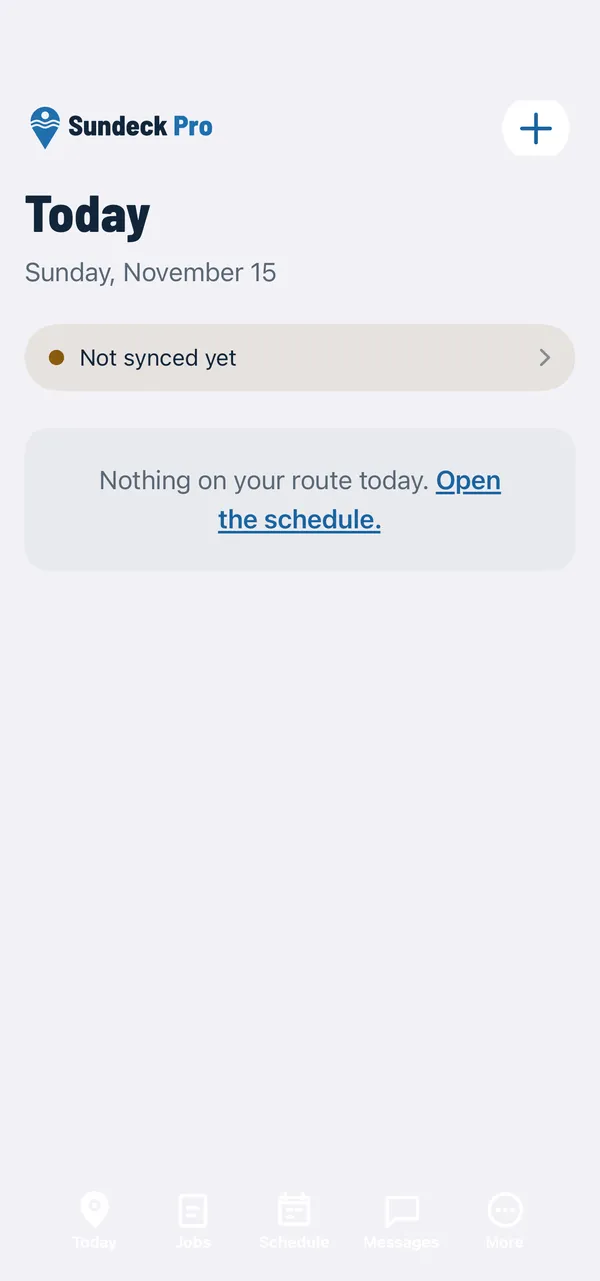 Sundeck Pro
Today
Sunday, November 15
Not synced yet
Nothing on your route today. Open
the schedule.
Today
Jobs
Schedule
Messages
More